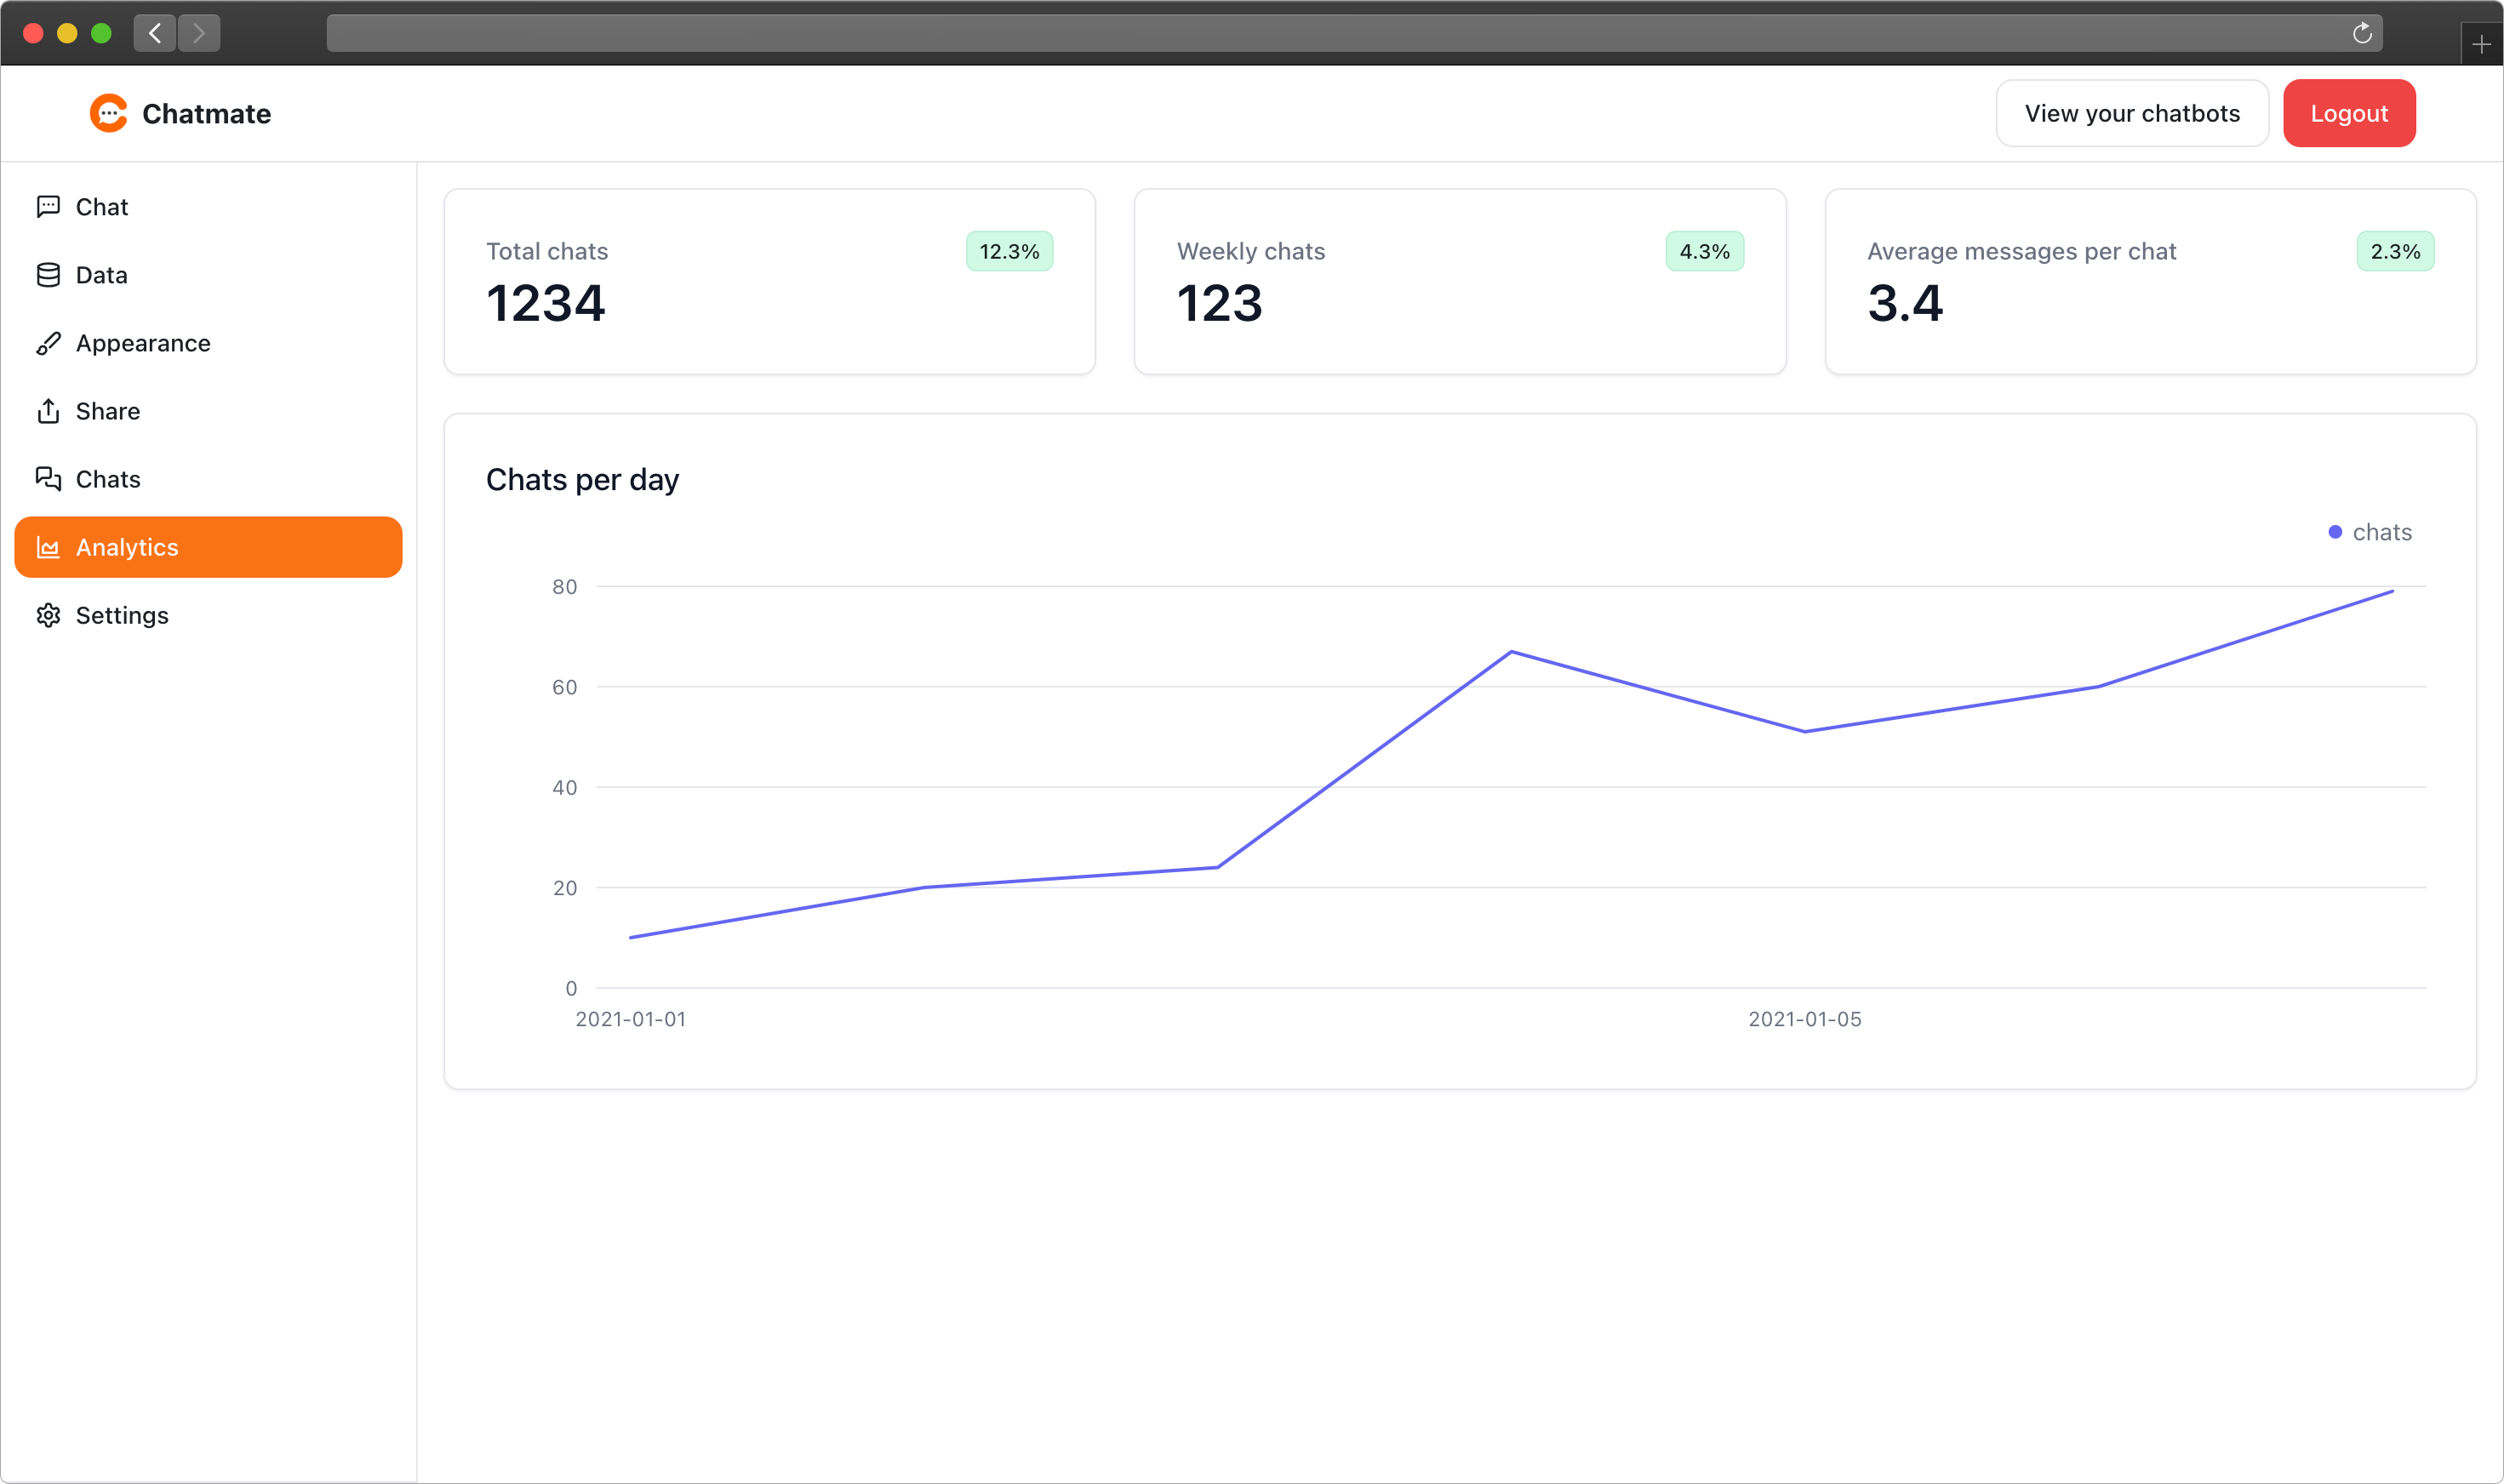 Chatmate
View your chatbots
Logout
Chat
Data
Appearance
Share
Chats
Analytics
Settings
Total chats
12.3%
1234
Weekly chats
4.3%
123
Average messages per chat
2.3%
3.4
Chats per day
chats
80
60
40
20
0
2021-01-01
2021-01-05